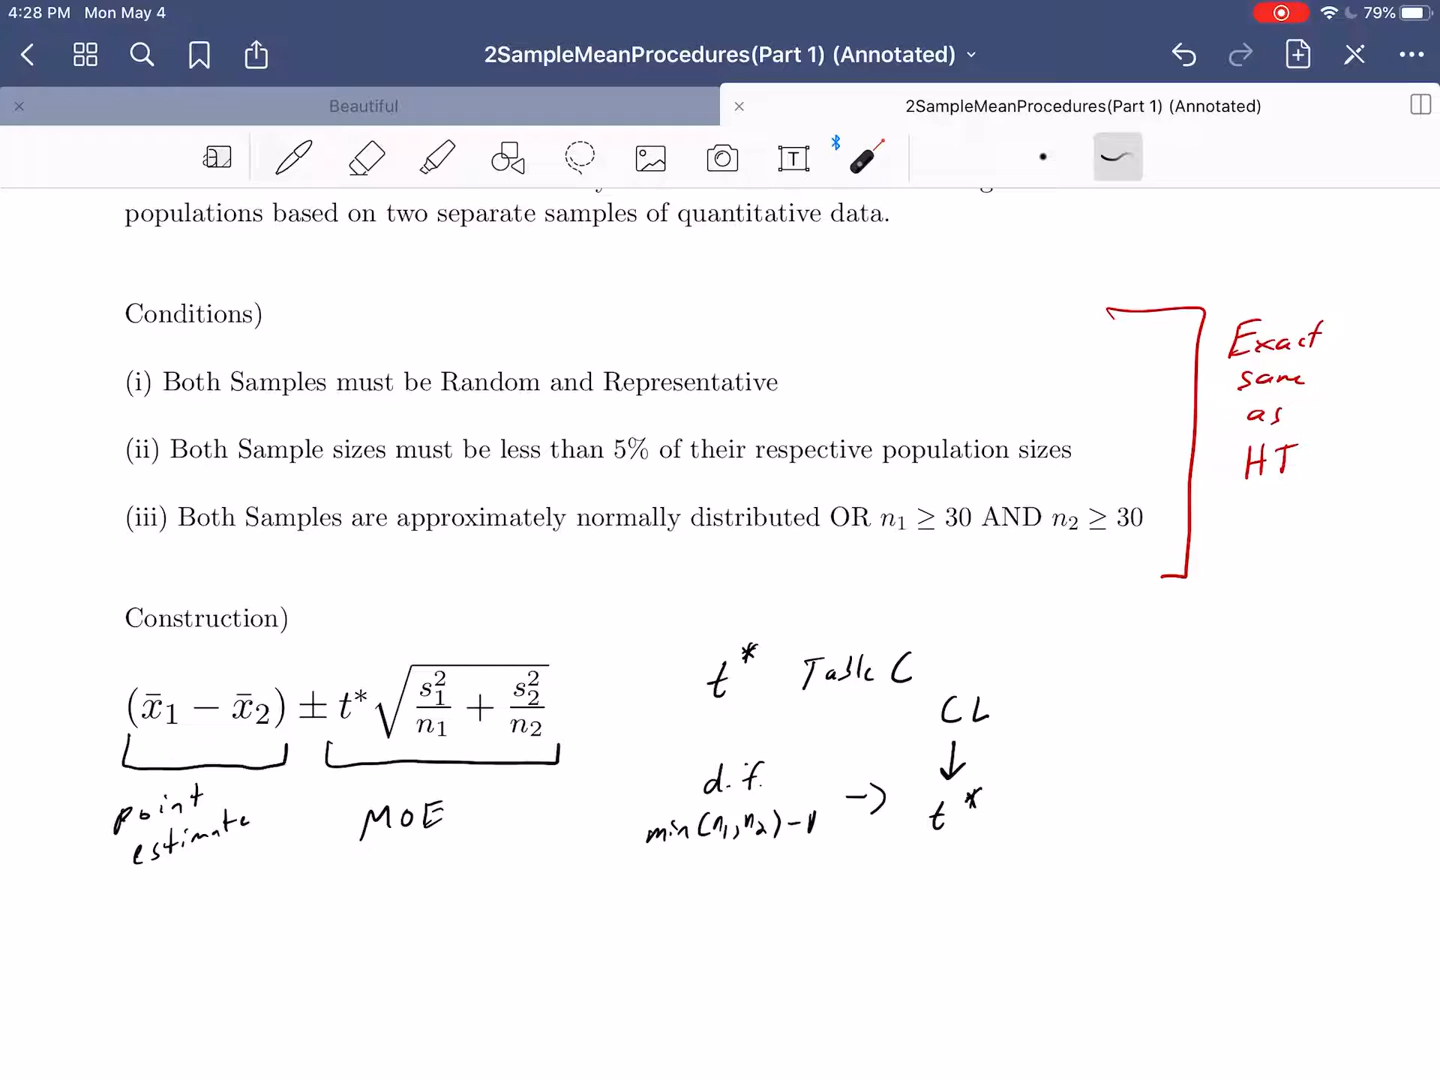 4:28 PM Mon May 4
79%
2SampleMeanProcedures(Part 1) (Annotated)
Beautiful
2SampleMeanProcedures(Part 1) (Annotated)
populations based on two separate samples of quantitative data.
Conditions)
(i) Both Samples must be Random and Representative
(ii) Both Sample sizes must be less than 5% of their respective population sizes
(iii) Both Samples are approximately normally distributed OR n₁ ≥ 30 AND n₂ ≥ 30
Exact
same
as
HT
Construction)
(x̄₁ − x̄₂) ± t* √(s₁²/n₁ + s₂²/n₂)
point
estimate
MOE
t* Table C
CL
↓
d.f. → t*
min(n₁, n₂) − 1